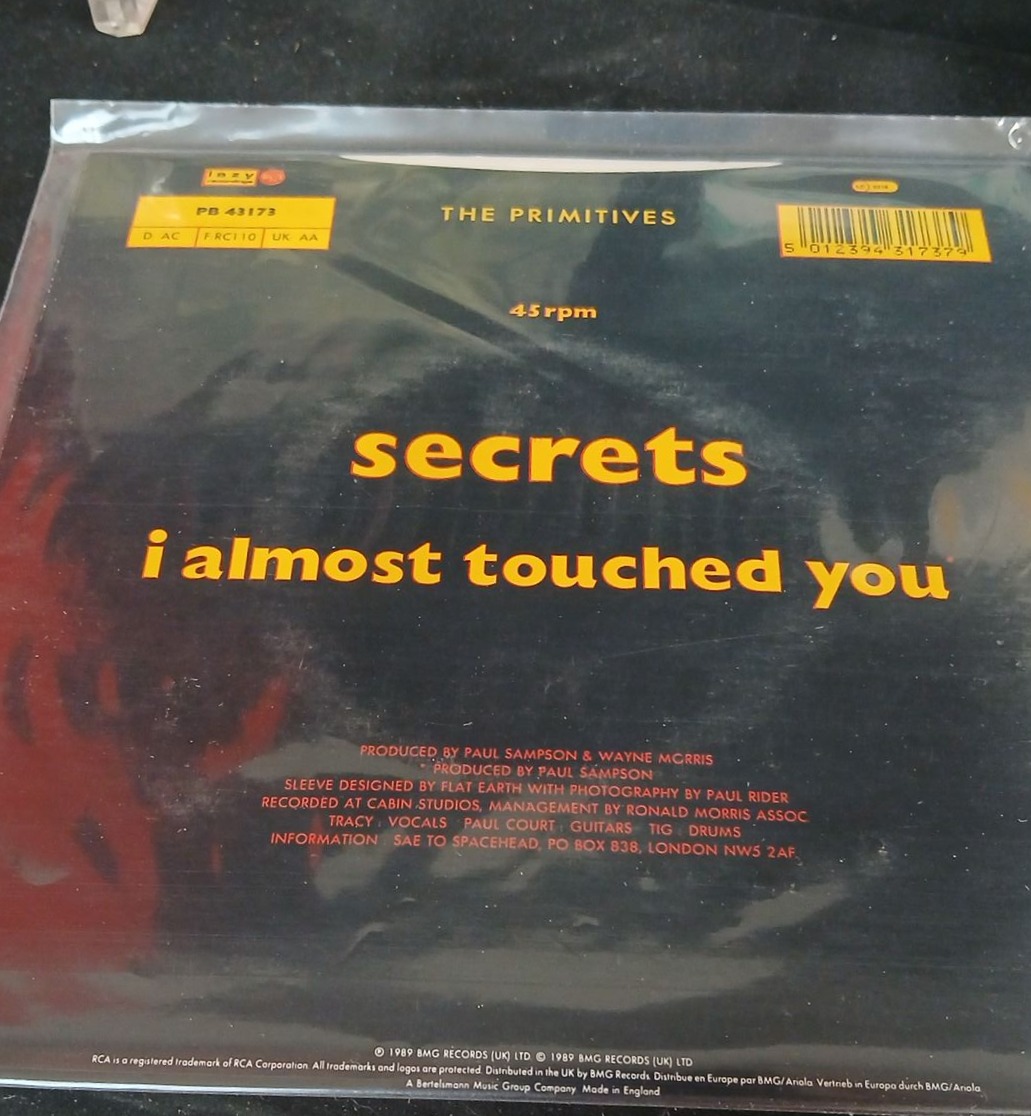 lazy
recordings
PB 43173
D AC F RC110 UK AA
THE PRIMITIVES
5 012394 317379
45rpm
secrets
i almost touched you
PRODUCED BY PAUL SAMPSON & WAYNE MORRIS
* PRODUCED BY PAUL SAMPSON
SLEEVE DESIGNED BY FLAT EARTH WITH PHOTOGRAPHY BY PAUL RIDER
RECORDED AT CABIN STUDIOS, MANAGEMENT BY RONALD MORRIS ASSOC
TRACY : VOCALS PAUL COURT : GUITARS TIG : DRUMS
INFORMATION : SAE TO SPACEHEAD, PO BOX 838, LONDON NW5 2AF.
℗ 1989 BMG RECORDS (UK) LTD © 1989 BMG RECORDS (UK) LTD
RCA is a registered trademark of RCA Corporation. All trademarks and logos are protected. Distributed in the UK by BMG Records. Distribue en Europe par BMG/Ariola. Vertrieb in Europa durch BMG/Ariola.
A Bertelsmann Music Group Company. Made in England